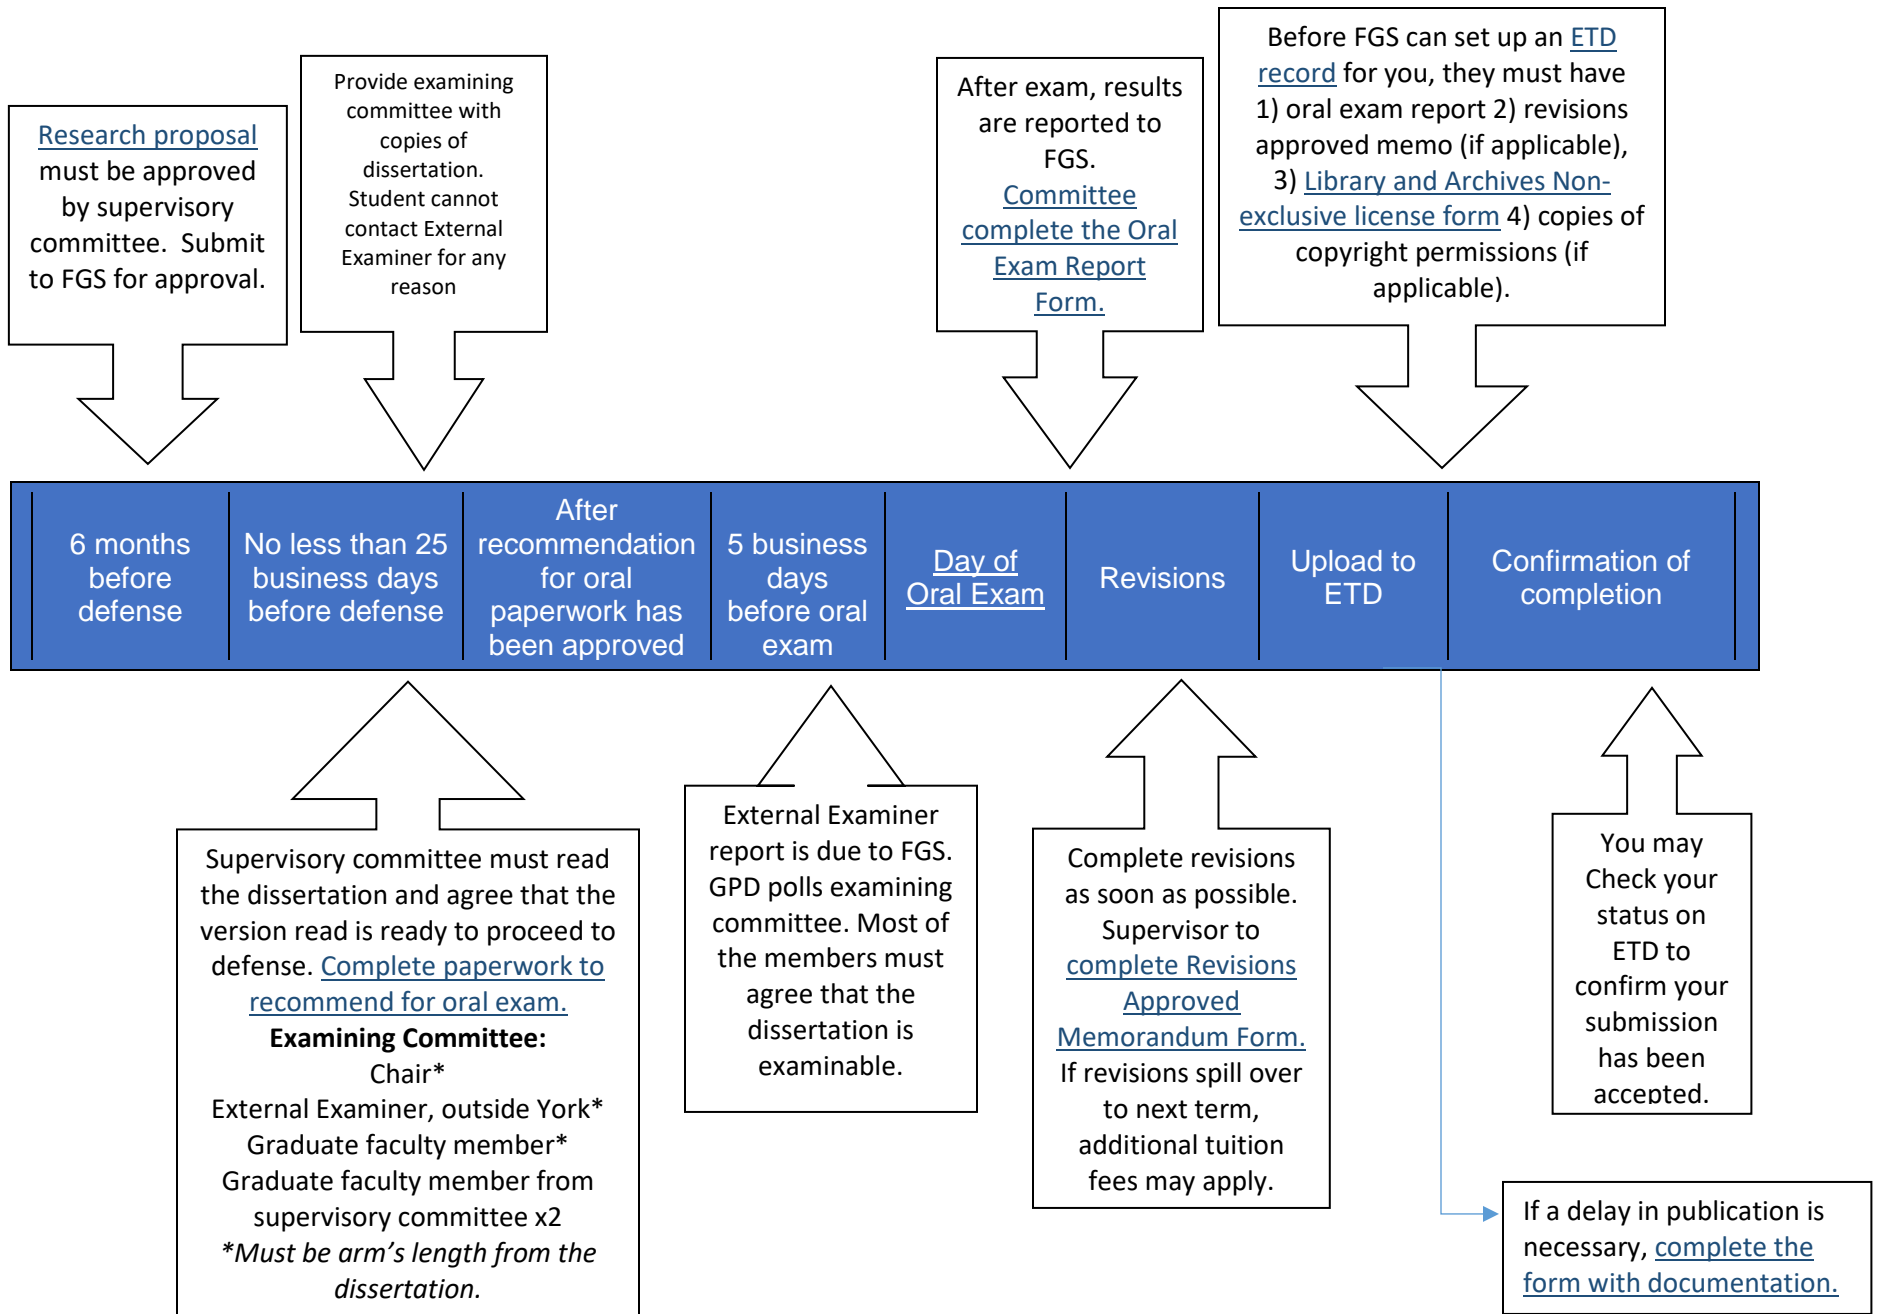 Research proposal
must be approved
by supervisory
committee.  Submit
to FGS for approval.
Provide examining
committee with
copies of
dissertation.
Student cannot
contact External
Examiner for any
reason
After exam, results
are reported to
FGS.
Committee
complete the Oral
Exam Report
Form.
Before FGS can set up an ETD
record for you, they must have
1) oral exam report 2) revisions
approved memo (if applicable),
3) Library and Archives Non-
exclusive license form 4) copies of
copyright permissions (if
applicable).
6 months
before
defense
No less than 25
business days
before defense
After
recommendation
for oral
paperwork has
been approved
5 business
days
before oral
exam
Day of
Oral Exam
Revisions
Upload to
ETD
Confirmation of
completion
Supervisory committee must read
the dissertation and agree that the
version read is ready to proceed to
defense. Complete paperwork to
recommend for oral exam.
Examining Committee:
Chair*
External Examiner, outside York*
Graduate faculty member*
Graduate faculty member from
supervisory committee x2
*Must be arm’s length from the
dissertation.
External Examiner
report is due to FGS.
GPD polls examining
committee. Most of
the members must
agree that the
dissertation is
examinable.
Complete revisions
as soon as possible.
Supervisor to
complete Revisions
Approved
Memorandum Form.
If revisions spill over
to next term,
additional tuition
fees may apply.
You may
Check your
status on
ETD to
confirm your
submission
has been
accepted.
If a delay in publication is
necessary, complete the
form with documentation.